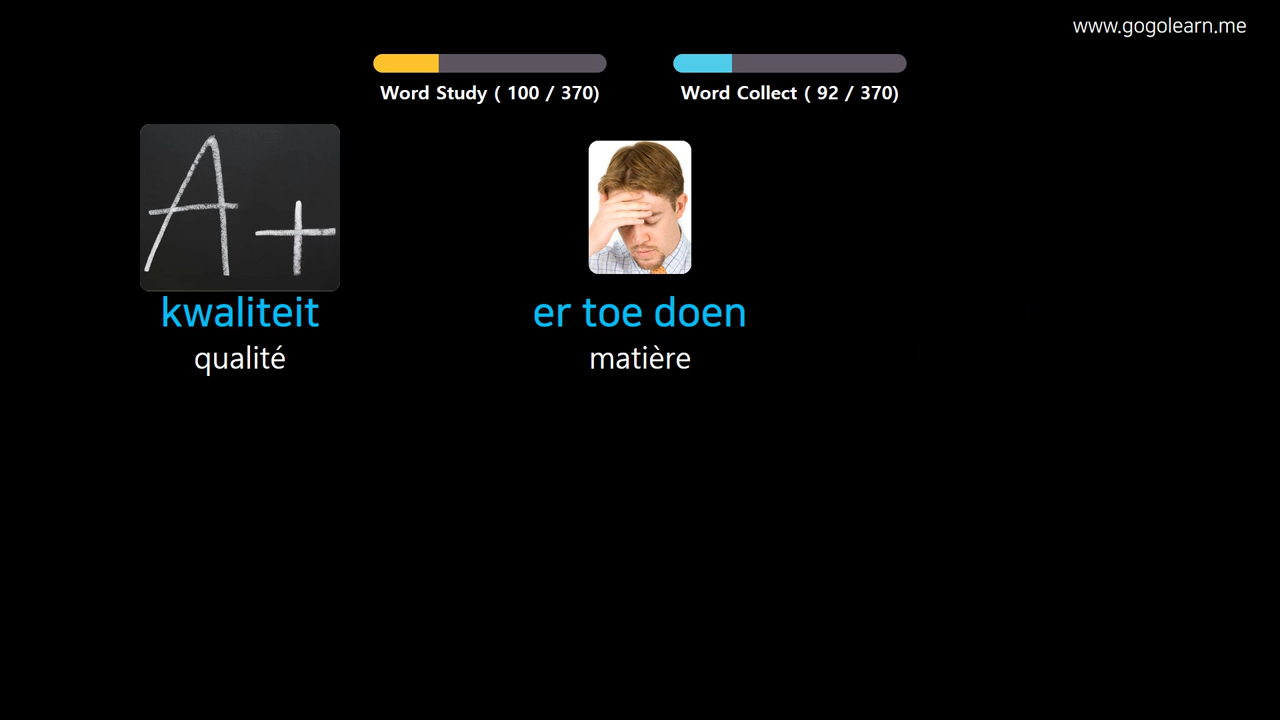 www.gogolearn.me
Word Study ( 100 / 370)
Word Collect ( 92 / 370)
A+
kwaliteit
qualité
er toe doen
matière